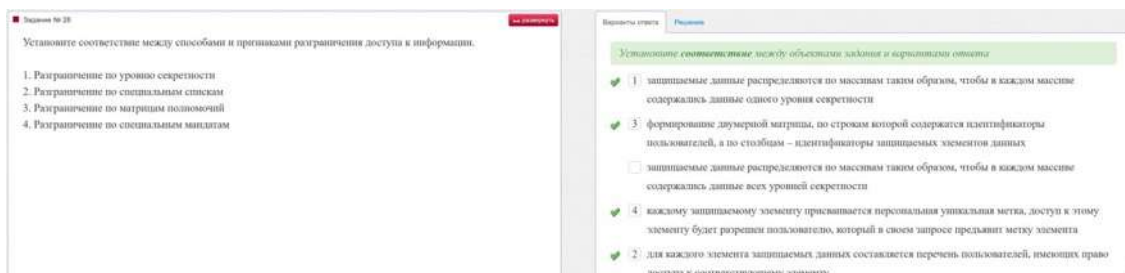 Задание № 28
развернуть
Установите соответствие между способами и признаками разграничения доступа к информации.
1. Разграничение по уровню секретности
2. Разграничение по специальным спискам
3. Разграничение по матрицам полномочий
4. Разграничение по специальным мандатам
Варианты ответа Решение
Установите соответствие между объектами задания и вариантами ответа
1 защищаемые данные распределяются по массивам таким образом, чтобы в каждом массиве
содержались данные одного уровня секретности
3 формирование двумерной матрицы, по строкам которой содержатся идентификаторы
пользователей, а по столбцам – идентификаторы защищаемых элементов данных
защищаемые данные распределяются по массивам таким образом, чтобы в каждом массиве
содержались данные всех уровней секретности
4 каждому защищаемому элементу присваивается персональная уникальная метка, доступ к этому
элементу будет разрешен пользователю, который в своем запросе предъявит метку элемента
2 для каждого элемента защищаемых данных составляется перечень пользователей, имеющих право
доступа к соответствующему элементу